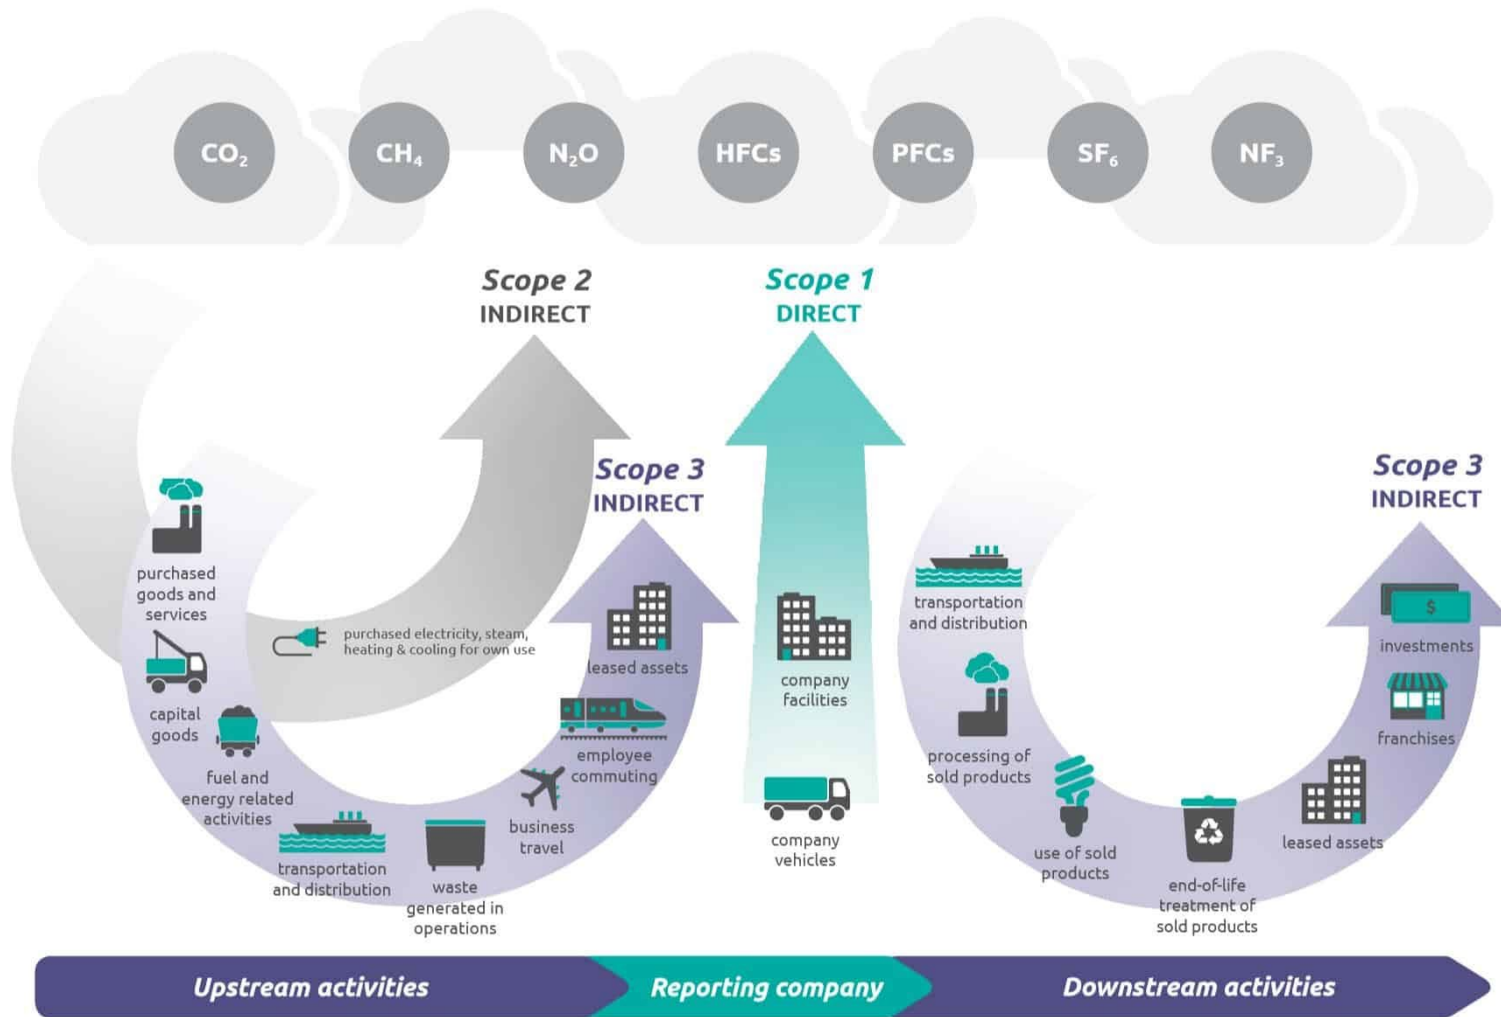 CO₂
CH₄
N₂O
HFCs
PFCs
SF₆
NF₃
Scope 2
INDIRECT
Scope 1
DIRECT
Scope 3
INDIRECT
Scope 3
INDIRECT
purchased
goods and
services
capital
goods
fuel and
energy related
activities
transportation
and distribution
waste
generated in
operations
business
travel
employee
commuting
leased assets
purchased electricity, steam,
heating & cooling for own use
company
facilities
company
vehicles
transportation
and distribution
processing of
sold products
use of sold
products
end-of-life
treatment of
sold products
leased assets
franchises
$
investments
Upstream activities
Reporting company
Downstream activities